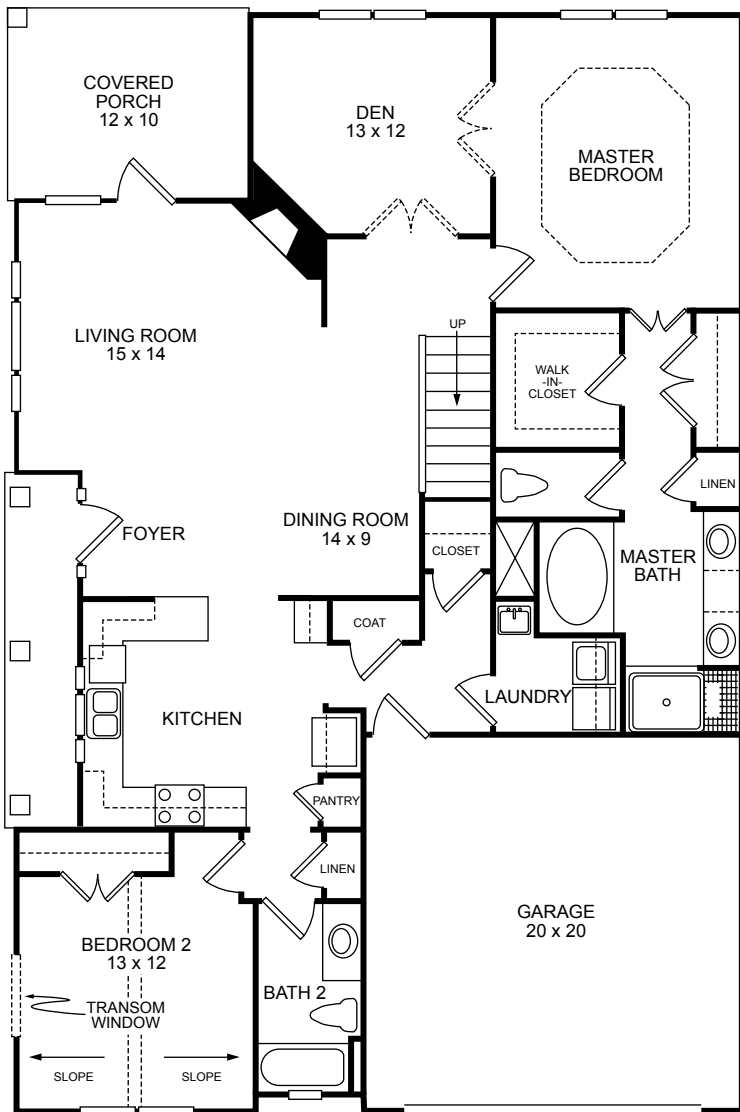 COVERED
PORCH
12 x 10
DEN
13 x 12
MASTER
BEDROOM
LIVING ROOM
15 x 14
UP
WALK
-IN-
CLOSET
LINEN
FOYER
DINING ROOM
14 x 9
CLOSET
MASTER
BATH
COAT
LAUNDRY
KITCHEN
PANTRY
LINEN
GARAGE
20 x 20
BEDROOM 2
13 x 12
BATH 2
TRANSOM
WINDOW
SLOPE
SLOPE